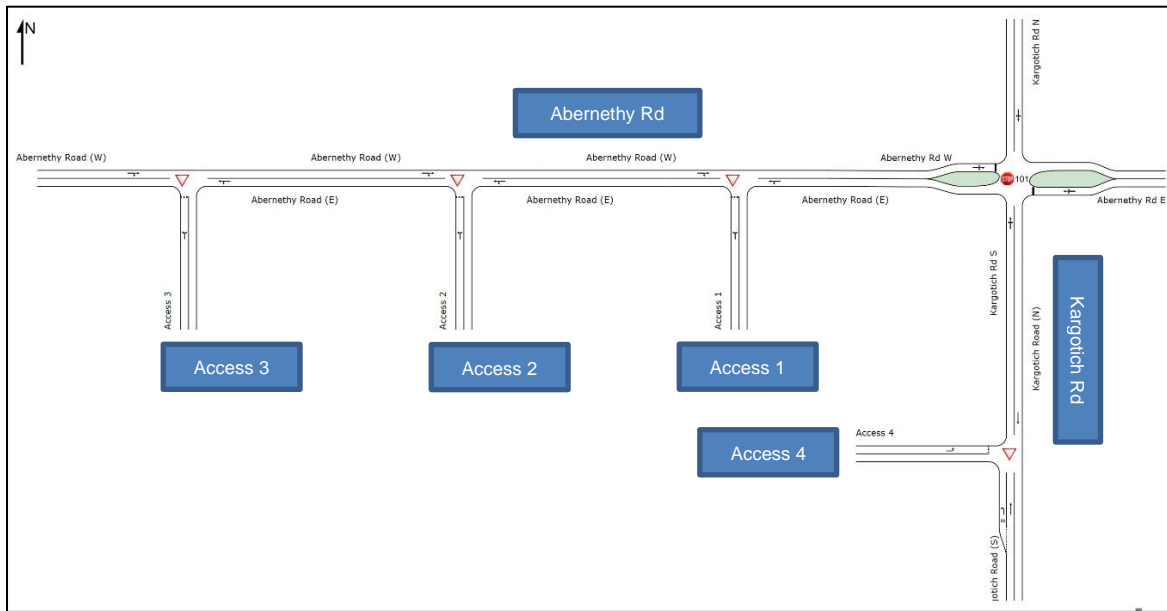 N
Kargotich Rd N
Abernethy Rd
Abernethy Road (W)
Abernethy Road (W)
Abernethy Road (W)
Abernethy Rd W
STOP
101
Abernethy Road (E)
Abernethy Road (E)
Abernethy Road (E)
Abernethy Rd E
Access 3
Access 2
Access 1
Kargotich Rd S
Kargotich Road (N)
Kargotich Rd
Access 3
Access 2
Access 1
Access 4
Access 4
gotich Road (S)